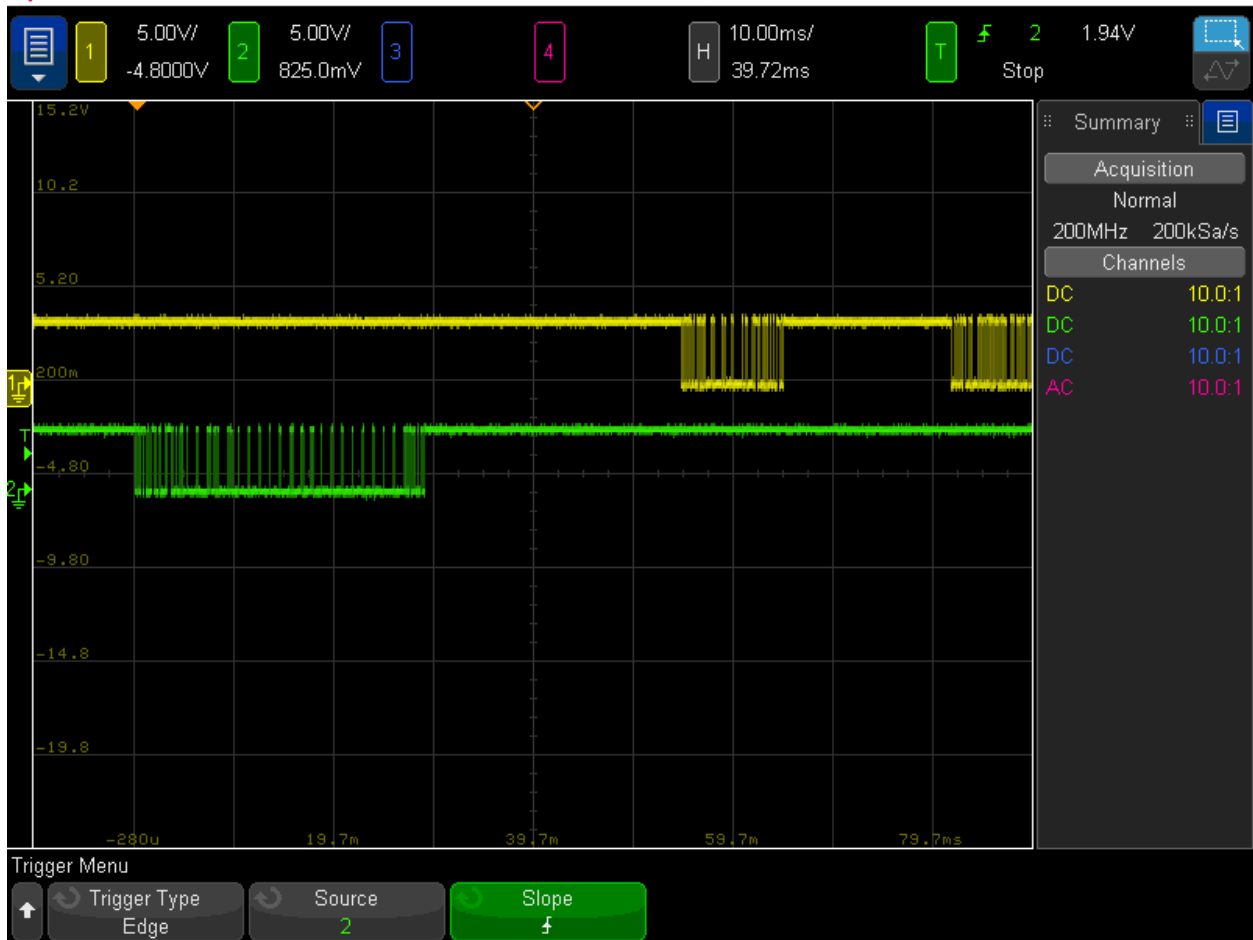 1 5.00V/ 2 5.00V/ 3 4 H 10.00ms/ T 2 1.94V
-4.8000V 825.0mV 39.72ms Stop
15.2V
10.2
5.20
200m
-4.80
-9.80
-14.8
-19.8
1
T
2
-280u 19.7m 39.7m 59.7m 79.7ms
Summary
Acquisition
Normal
200MHz 200kSa/s
Channels
DC 10.0:1
DC 10.0:1
DC 10.0:1
AC 10.0:1
Trigger Menu
Trigger Type Source Slope
Edge 2